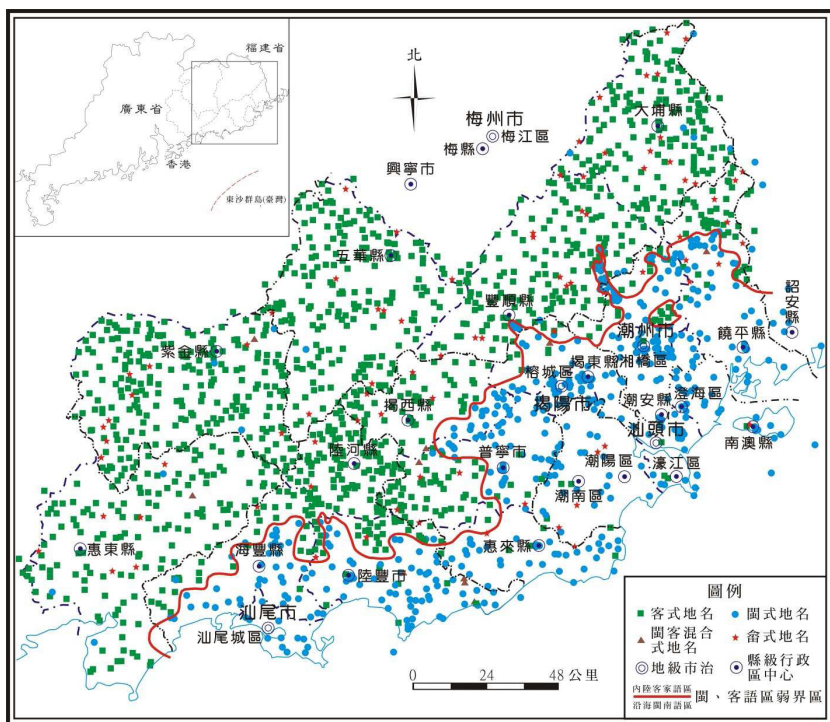 福建省
廣東省
香港
東沙群島(臺灣)
北
梅州市
梅江區
梅縣
興寧市
大埔縣
五華縣
豐順縣
詔安縣
紫金縣
潮州市
饒平縣
揭東縣
湘橋區
榕城區
揭陽市
潮安縣
澄海區
揭西縣
汕頭市
南澳縣
陸河縣
普寧市
潮陽區
濠江區
潮南區
惠東縣
海豐縣
惠來縣
陸豐市
汕尾市
汕尾城區
0 24 48 公里
圖例
客式地名
閩式地名
閩客混合
式地名
畲式地名
地級市治
縣級行政
區中心
內陸客家語區
沿海閩南語區
閩、客語區弱界區